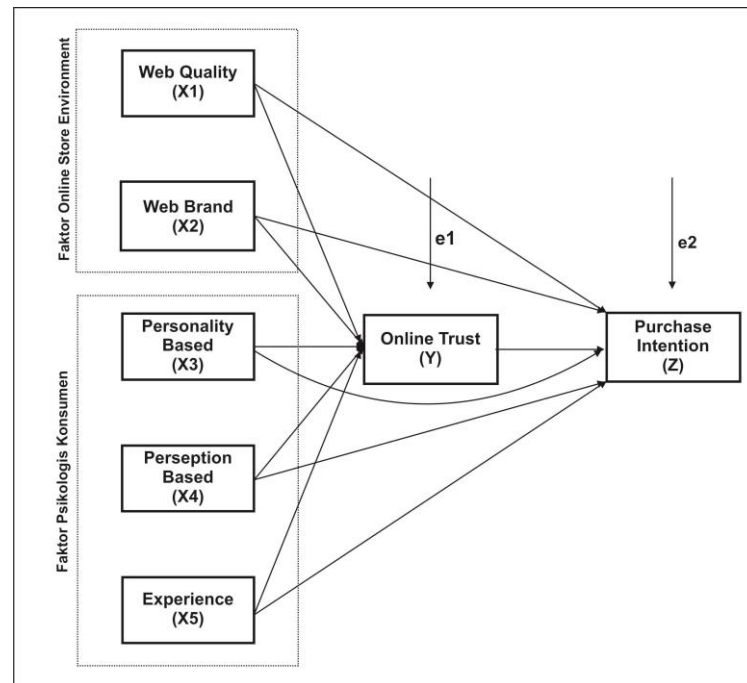 Faktor Online Store Environment
Web Quality
(X1)
Web Brand
(X2)
Faktor Psikologis Konsumen
Personality
Based
(X3)
Perseption
Based
(X4)
Experience
(X5)
e1
Online Trust
(Y)
e2
Purchase
Intention
(Z)